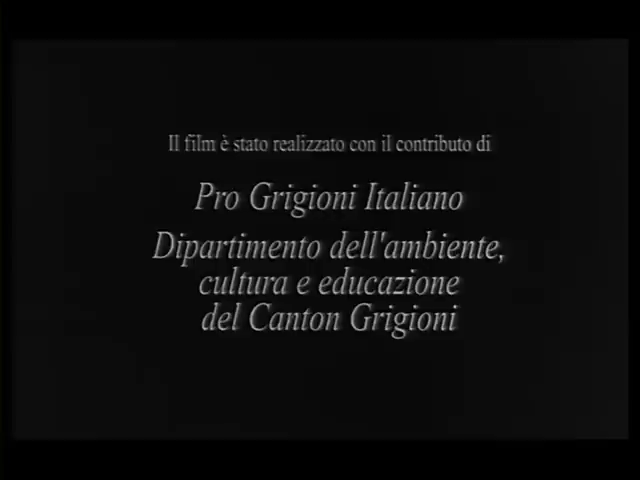 Il film è stato realizzato con il contributo di
Pro Grigioni Italiano
Dipartimento dell'ambiente,
cultura e educazione
del Canton Grigioni